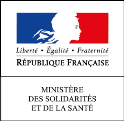 Liberté • Égalité • Fraternité
RÉPUBLIQUE FRANÇAISE
MINISTÈRE
DES SOLIDARITÉS
ET DE LA SANTÉ